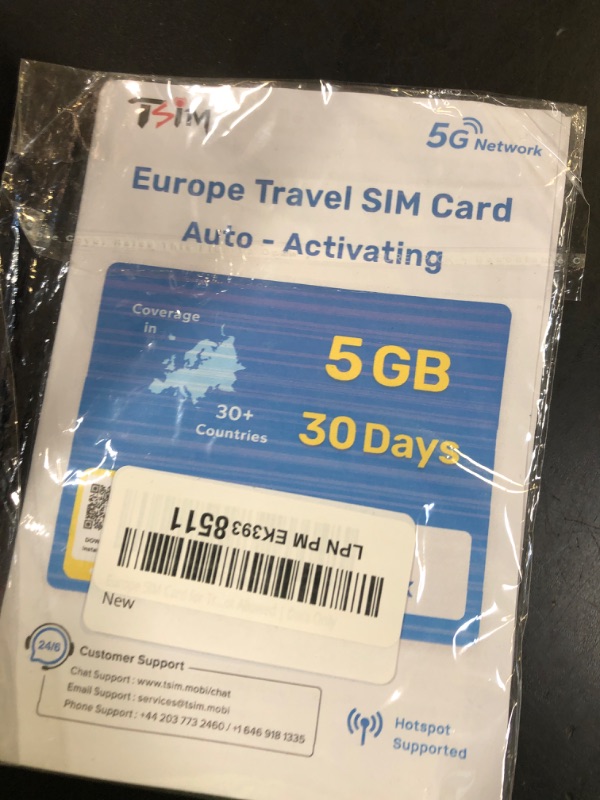 Tsim
5G Network
Europe Travel SIM Card
Auto - Activating
Coverage
in
30+
Countries
5 GB
30 Days
LPN PM EK393 8511
New
24/6
Customer Support
Chat Support : www.tsim.mobi/chat
Email Support : services@tsim.mobi
Phone Support : +44 203 773 2460 / +1 646 918 1335
Hotspot
Supported